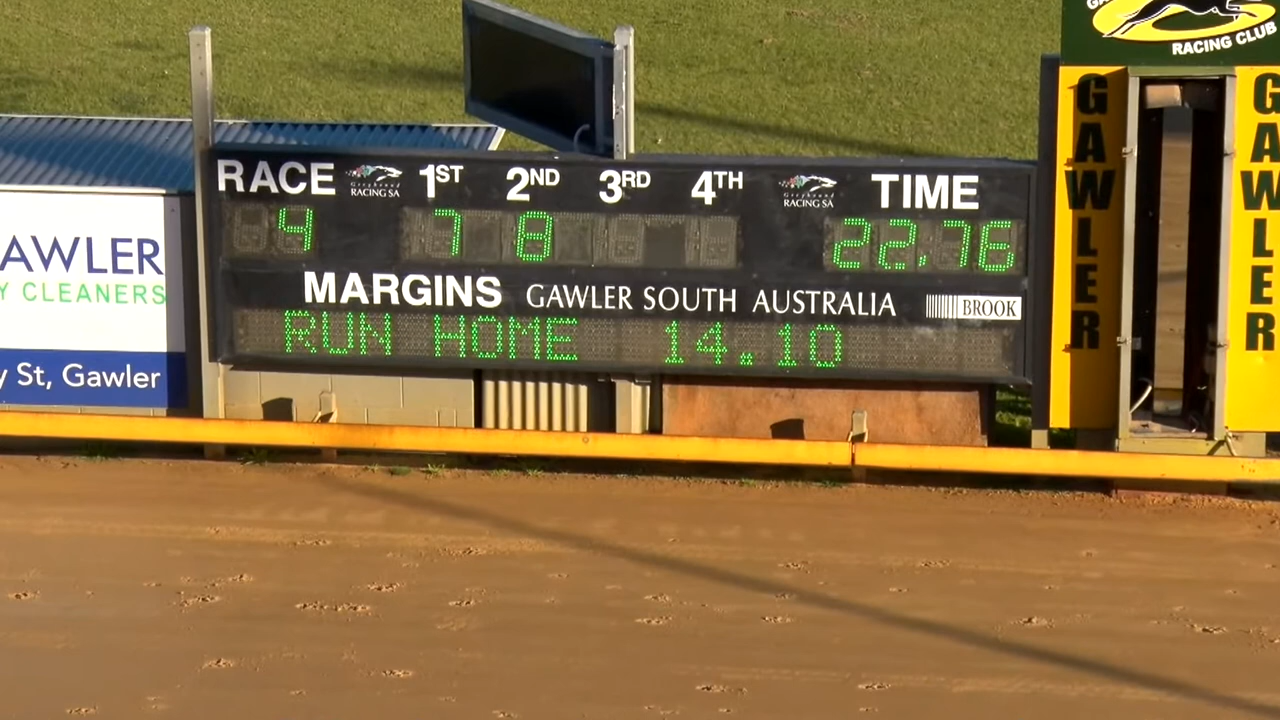 GA
RACING CLUB
RACE Greyhound RACING SA 1ST 2ND 3RD 4TH Greyhound RACING SA TIME
4 7 8 22.76
MARGINS GAWLER SOUTH AUSTRALIA BROOK
RUN HOME 14.10
AWLER
Y CLEANERS
y St, Gawler
GAWLER
GAWLER